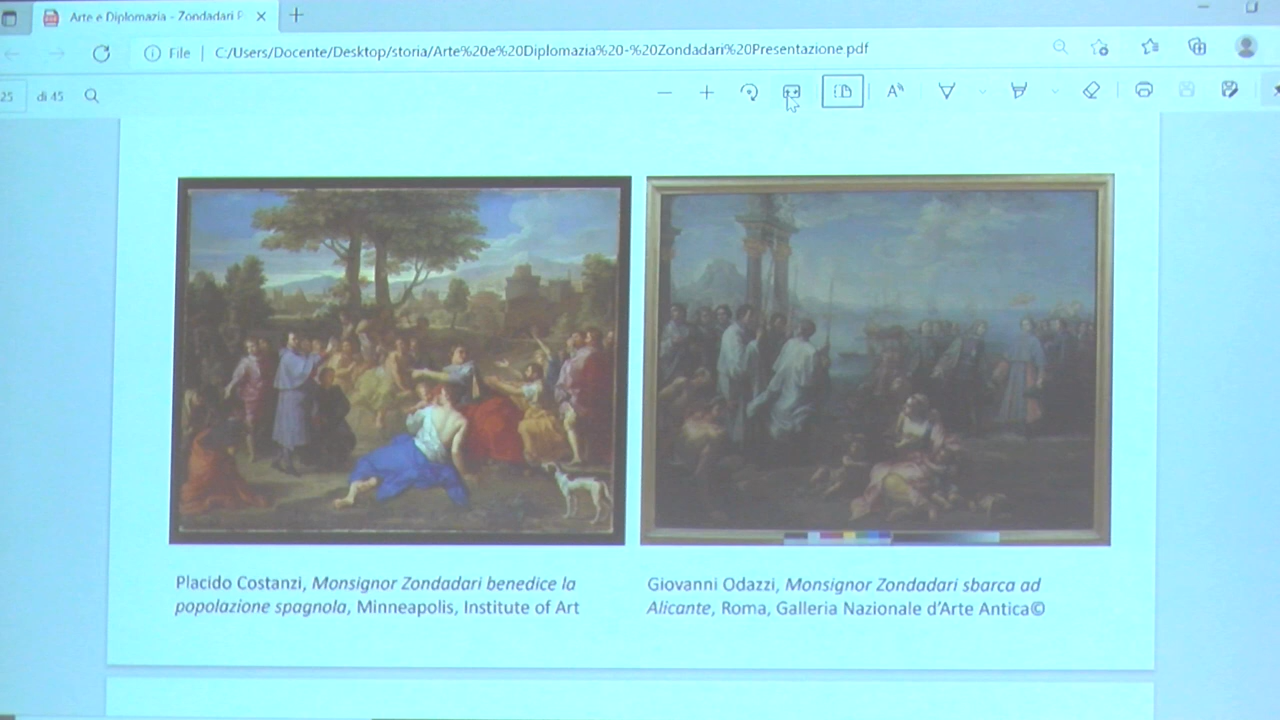 Arte e Diplomazia - Zondadari P
File
C:/Users/Docente/Desktop/storia/Arte%20e%20Diplomazia%20-%20Zondadari%20Presentazione.pdf
25 di 45
Placido Costanzi, Monsignor Zondadari benedice la
popolazione spagnola, Minneapolis, Institute of Art
Giovanni Odazzi, Monsignor Zondadari sbarca ad
Alicante, Roma, Galleria Nazionale d'Arte Antica©